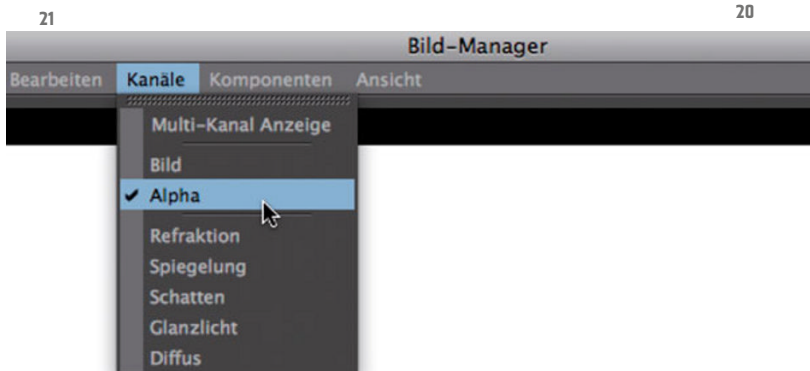 21 20
Bild-Manager
Bearbeiten Kanäle Komponenten Ansicht
Multi-Kanal Anzeige
Bild
Alpha
Refraktion
Spiegelung
Schatten
Glanzlicht
Diffus